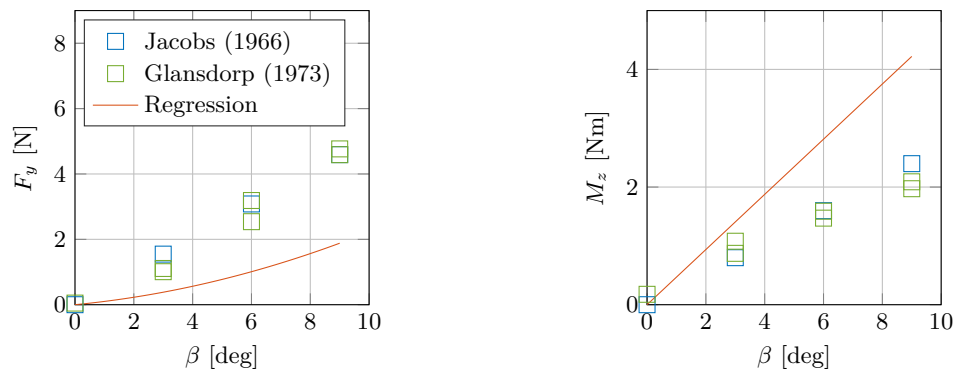 8
6
4
2
0
F_y [N]
Jacobs (1966)
Glansdorp (1973)
Regression
0 2 4 6 8 10
β [deg]
4
2
0
M_z [Nm]
0 2 4 6 8 10
β [deg]